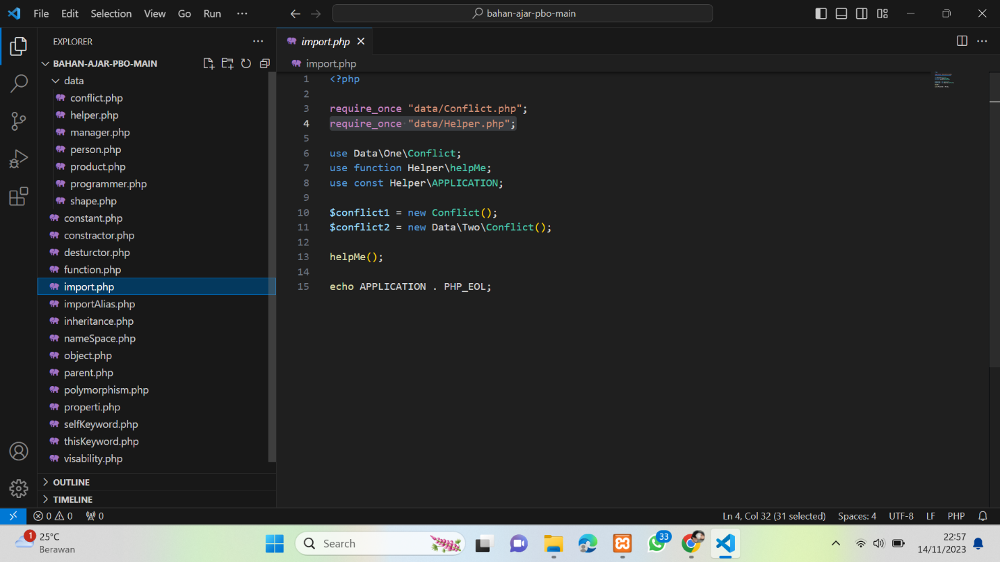 File Edit Selection View Go Run ···
bahan-ajar-pbo-main
EXPLORER
BAHAN-AJAR-PBO-MAIN
data
conflict.php
helper.php
manager.php
person.php
product.php
programmer.php
shape.php
constant.php
constractor.php
desturctor.php
function.php
import.php
importAlias.php
inheritance.php
nameSpace.php
object.php
parent.php
polymorphism.php
properti.php
selfKeyword.php
thisKeyword.php
visability.php
OUTLINE
TIMELINE
import.php
import.php
1 <?php
2
3 require_once "data/Conflict.php";
4 require_once "data/Helper.php";
5
6 use Data\One\Conflict;
7 use function Helper\helpMe;
8 use const Helper\APPLICATION;
9
10 $conflict1 = new Conflict();
11 $conflict2 = new Data\Two\Conflict();
12
13 helpMe();
14
15 echo APPLICATION . PHP_EOL;
0 0 0
Ln 4, Col 32 (31 selected) Spaces: 4 UTF-8 LF PHP
1
25°C
Berawan
Search
33
22:57
14/11/2023